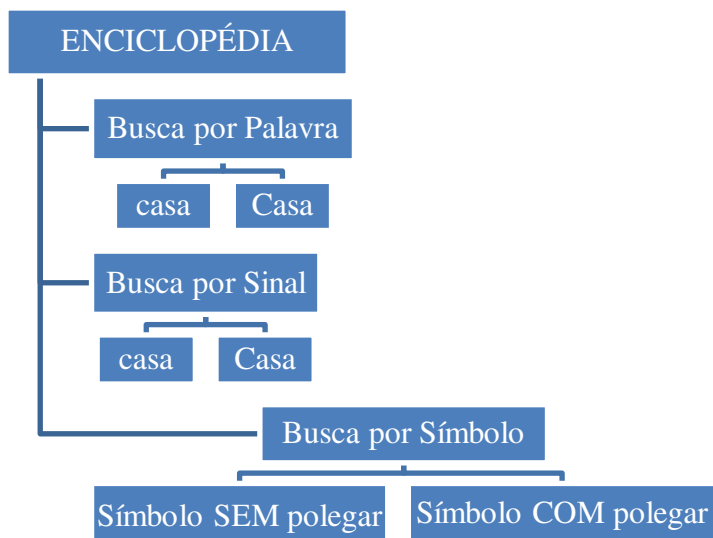 ENCICLOPÉDIA
Busca por Palavra
casa
Casa
Busca por Sinal
casa
Casa
Busca por Símbolo
Símbolo SEM polegar
Símbolo COM polegar